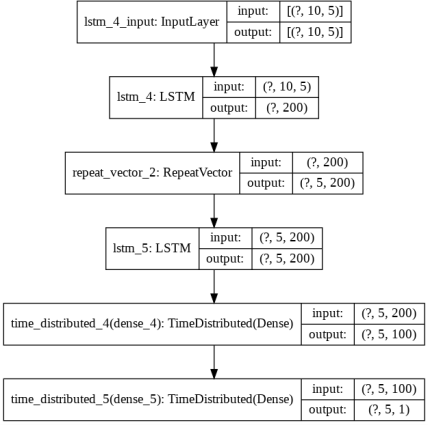 lstm_4_input: InputLayer
input: [(?, 10, 5)]
output: [(?, 10, 5)]
lstm_4: LSTM
input: (?, 10, 5)
output: (?, 200)
repeat_vector_2: RepeatVector
input: (?, 200)
output: (?, 5, 200)
lstm_5: LSTM
input: (?, 5, 200)
output: (?, 5, 200)
time_distributed_4(dense_4): TimeDistributed(Dense)
input: (?, 5, 200)
output: (?, 5, 100)
time_distributed_5(dense_5): TimeDistributed(Dense)
input: (?, 5, 100)
output: (?, 5, 1)